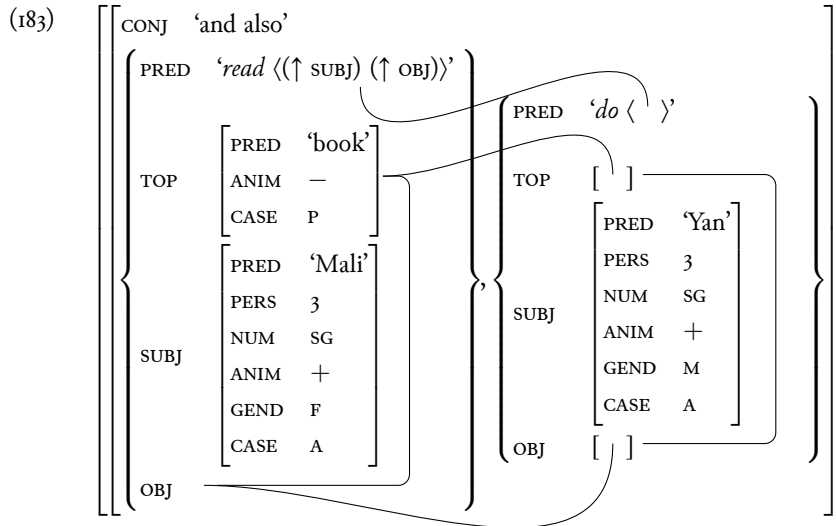 (183)
CONJ ‘and also’
PRED ‘read ⟨(↑ SUBJ) (↑ OBJ)⟩’
TOP
PRED ‘book’
ANIM −
CASE P
SUBJ
PRED ‘Mali’
PERS 3
NUM SG
ANIM +
GEND F
CASE A
OBJ
,
PRED ‘do ⟨ ⟩’
TOP [ ]
SUBJ
PRED ‘Yan’
PERS 3
NUM SG
ANIM +
GEND M
CASE A
OBJ [ ]